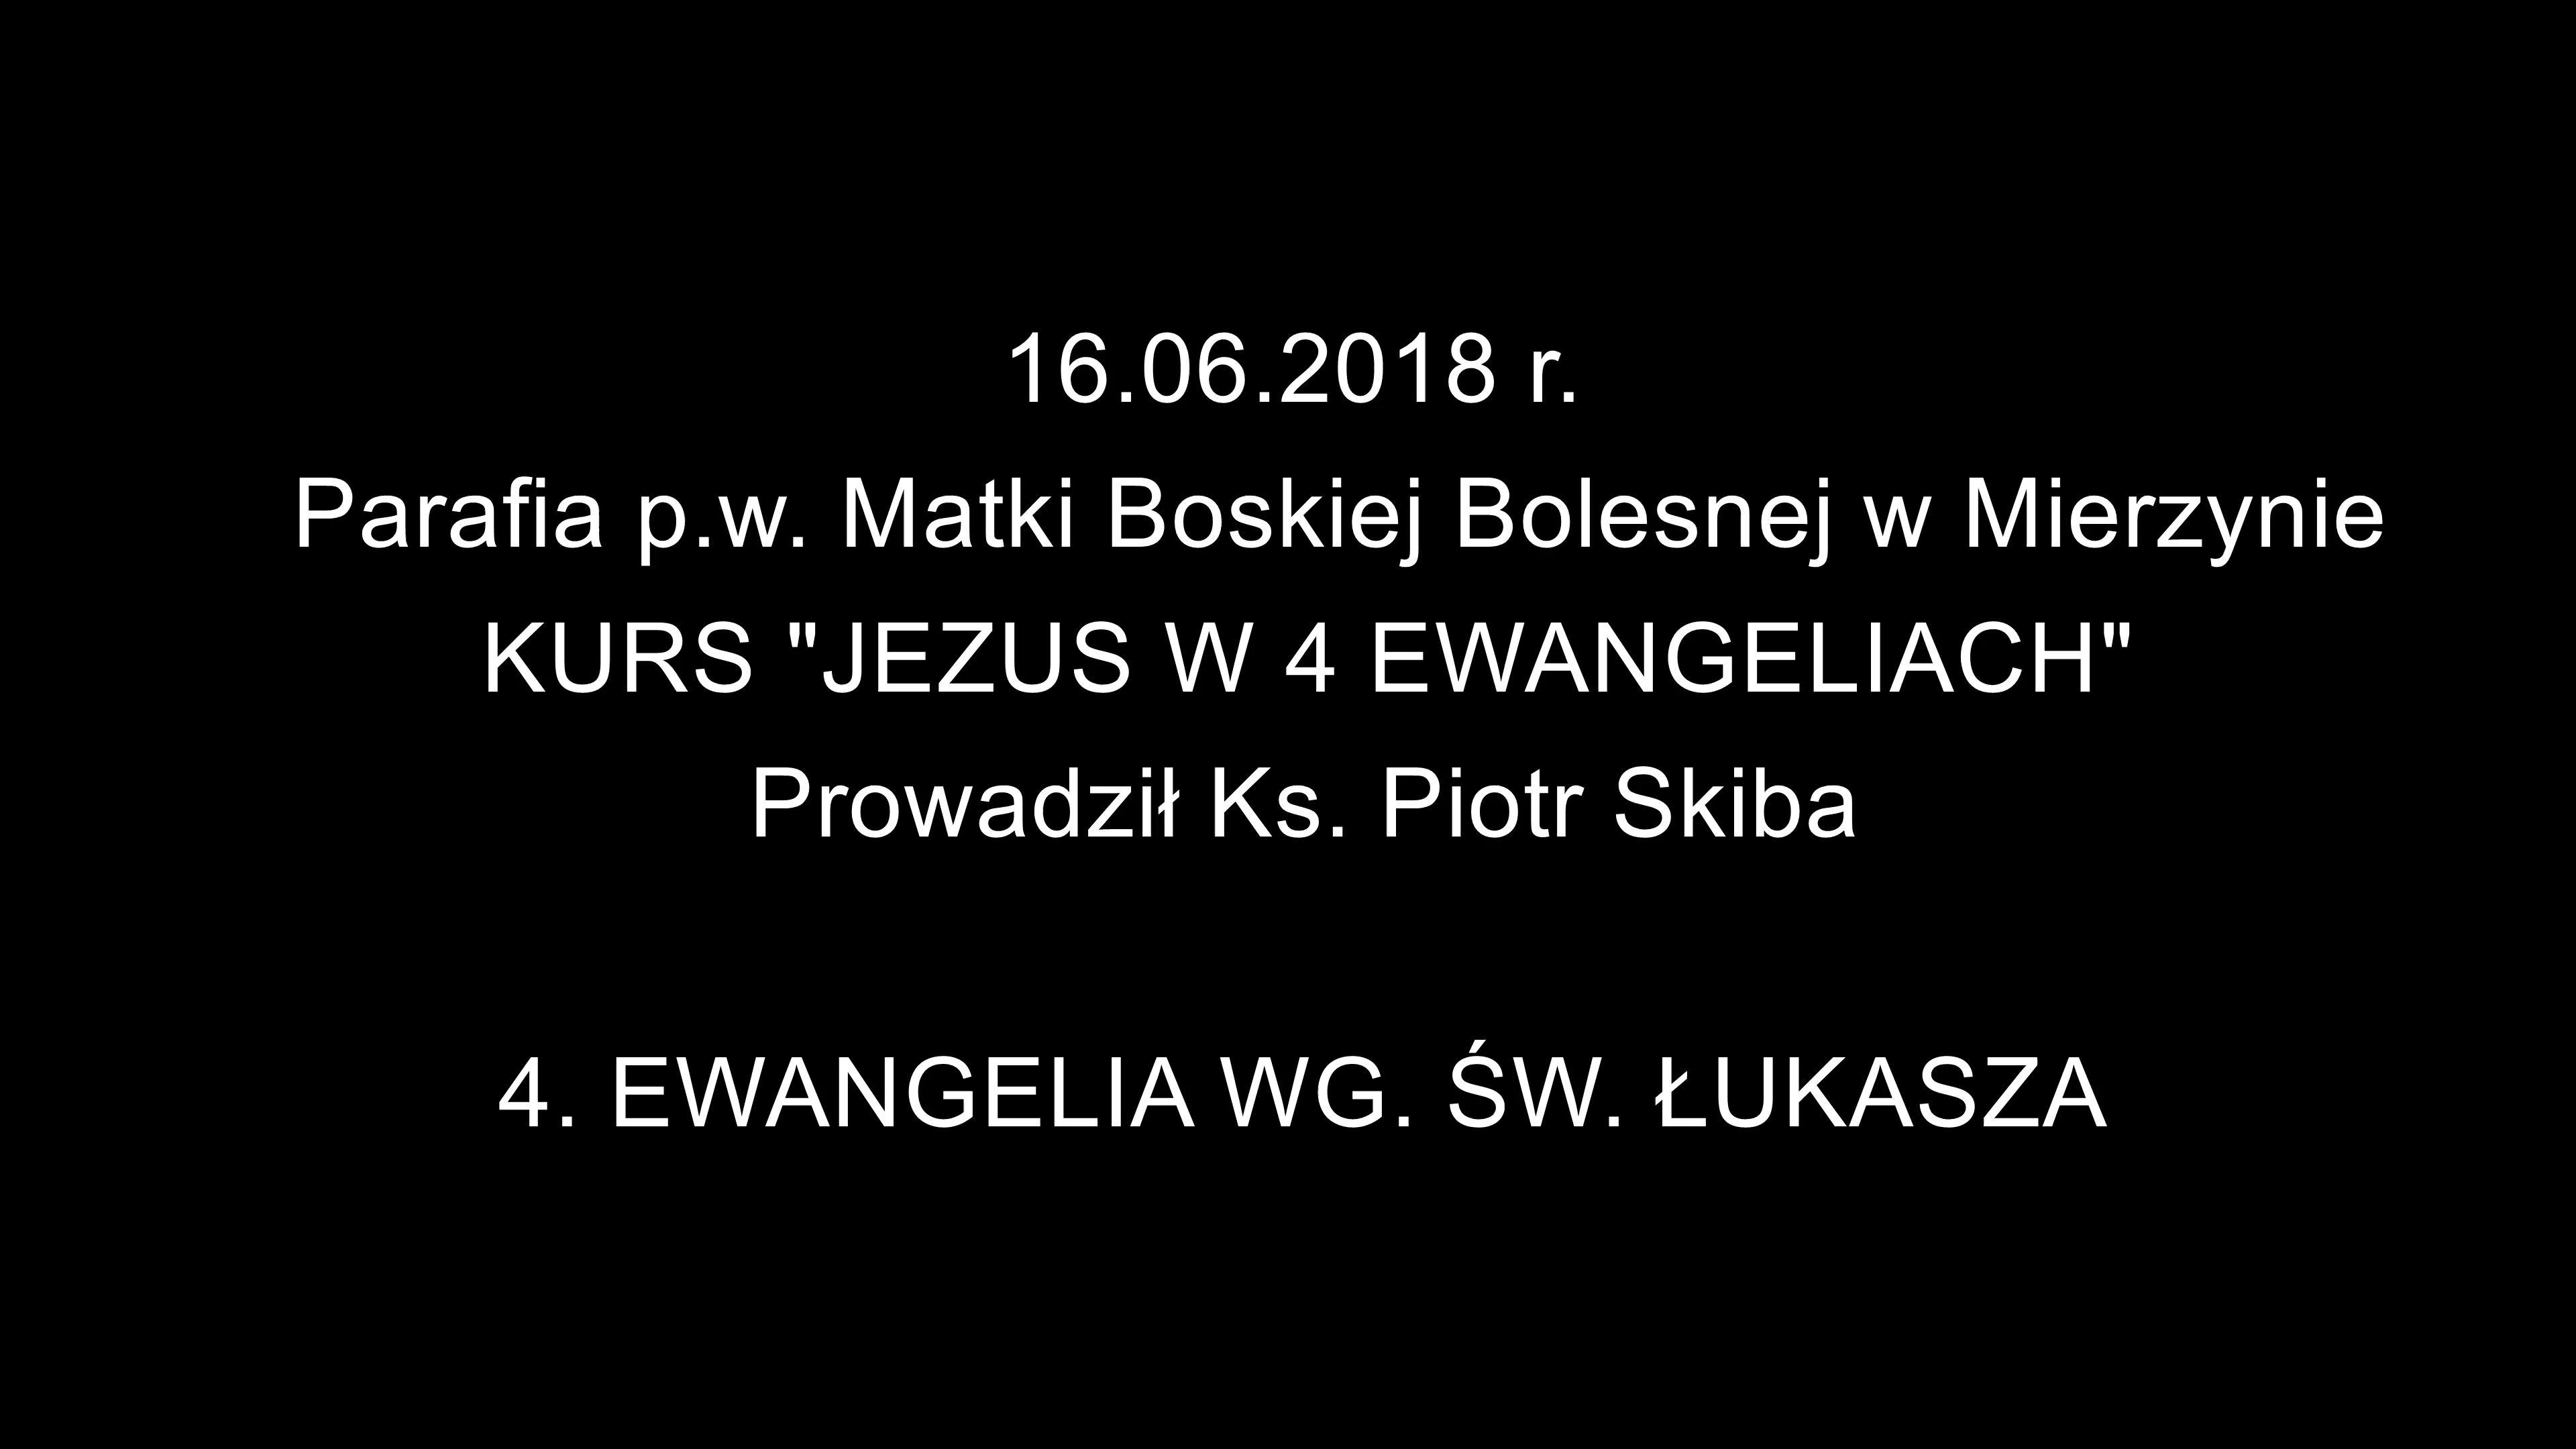 16.06.2018 r.
Parafia p.w. Matki Boskiej Bolesnej w Mierzynie
KURS "JEZUS W 4 EWANGELIACH"
Prowadził Ks. Piotr Skiba
4. EWANGELIA WG. ŚW. ŁUKASZA